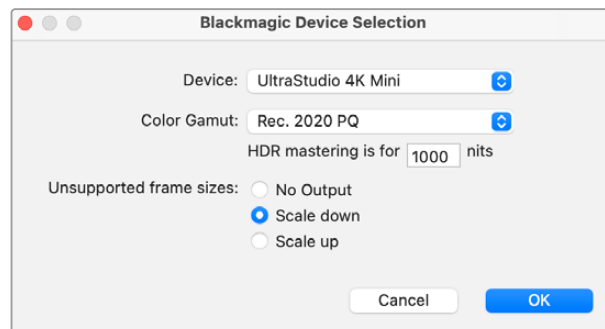 Blackmagic Device Selection
Device: UltraStudio 4K Mini
Color Gamut: Rec. 2020 PQ
HDR mastering is for 1000 nits
Unsupported frame sizes: No Output
Scale down
Scale up
Cancel OK